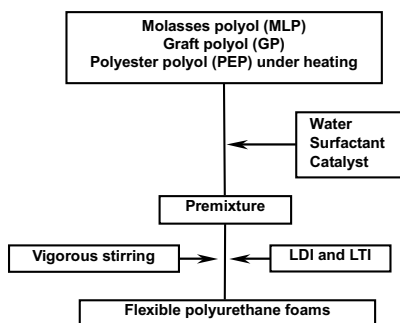 Molasses polyol (MLP)
Graft polyol (GP)
Polyester polyol (PEP) under heating
Water
Surfactant
Catalyst
Premixture
Vigorous stirring
LDI and LTI
Flexible polyurethane foams